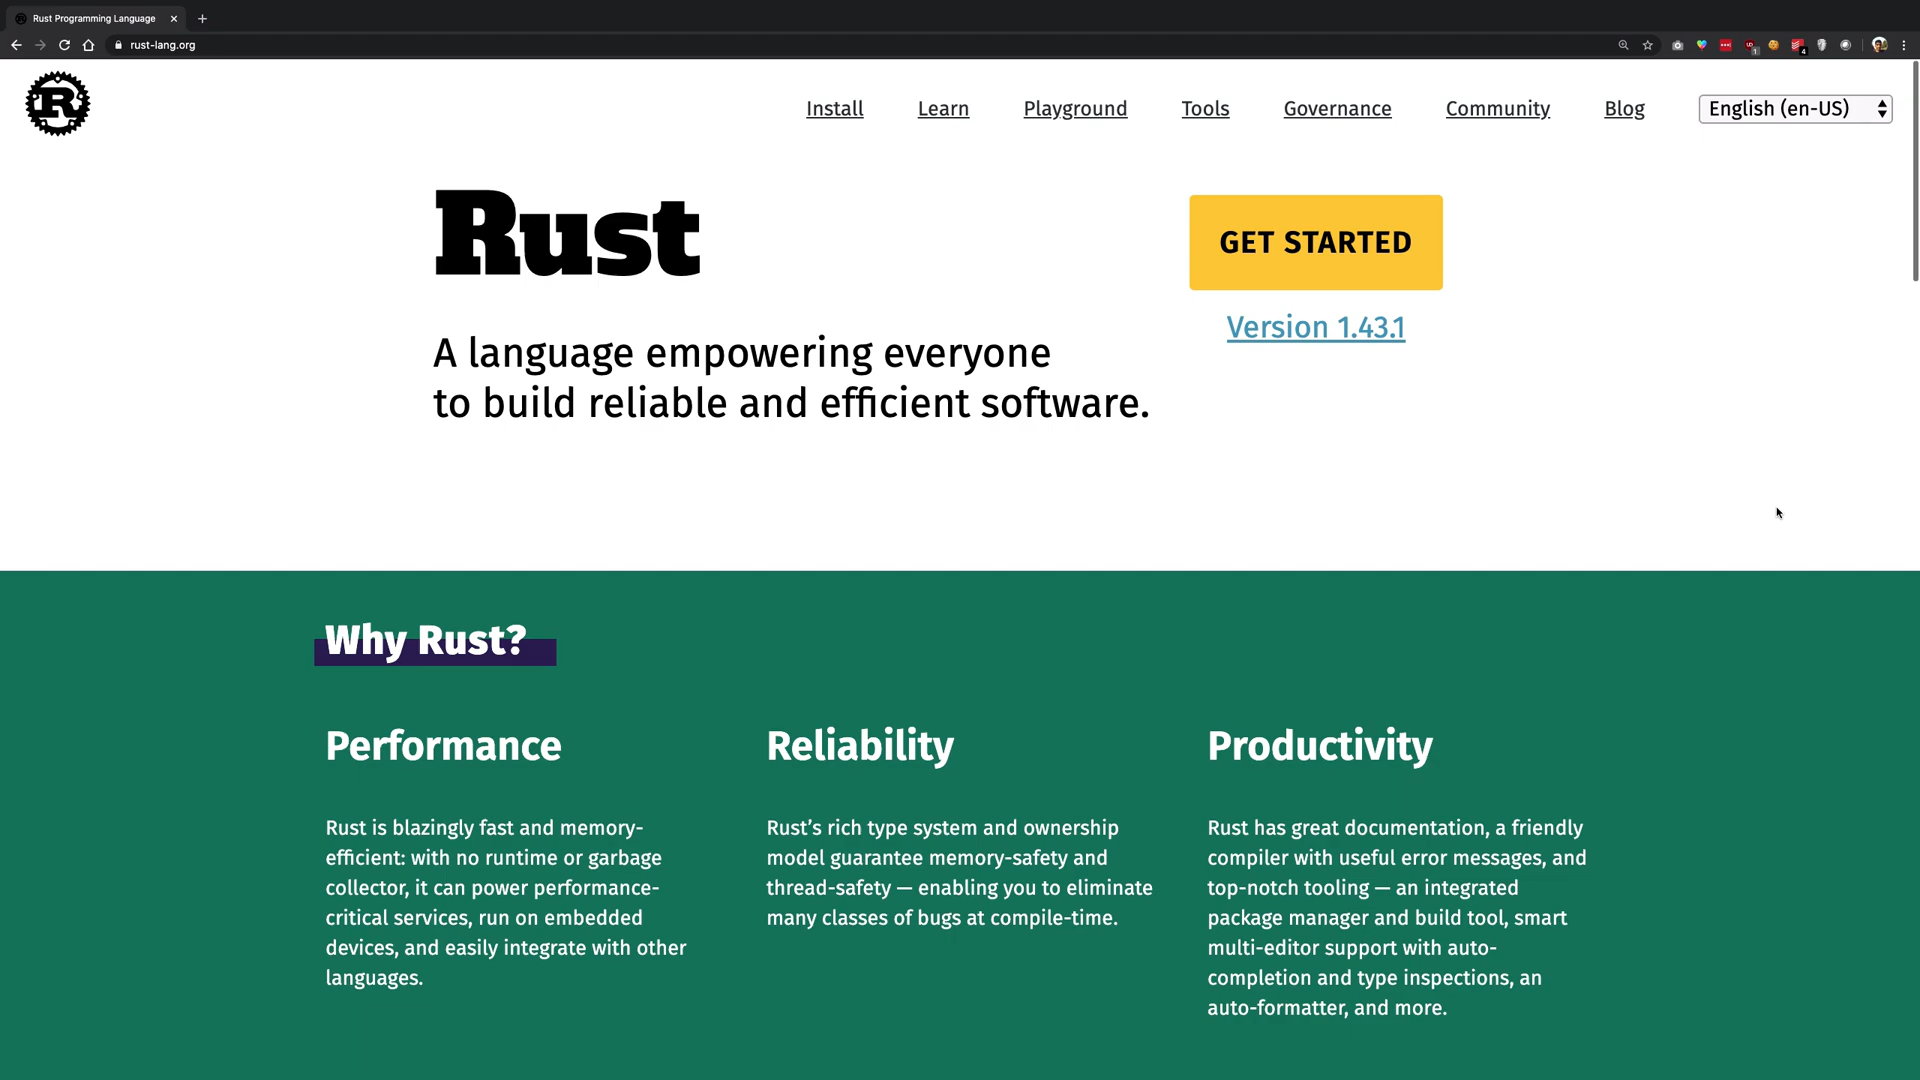 Rust Programming Language
rust-lang.org
Install Learn Playground Tools Governance Community Blog English (en-US)
Rust
GET STARTED
Version 1.43.1
A language empowering everyone
to build reliable and efficient software.
Why Rust?
Performance
Rust is blazingly fast and memory-
efficient: with no runtime or garbage
collector, it can power performance-
critical services, run on embedded
devices, and easily integrate with other
languages.
Reliability
Rust’s rich type system and ownership
model guarantee memory-safety and
thread-safety — enabling you to eliminate
many classes of bugs at compile-time.
Productivity
Rust has great documentation, a friendly
compiler with useful error messages, and
top-notch tooling — an integrated
package manager and build tool, smart
multi-editor support with auto-
completion and type inspections, an
auto-formatter, and more.